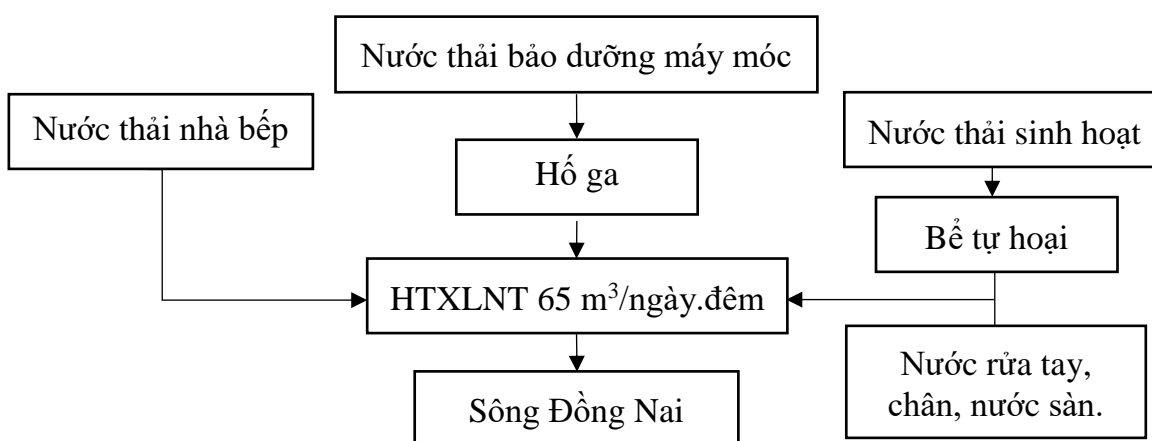 Nước thải bảo dưỡng máy móc
Nước thải nhà bếp
Nước thải sinh hoạt
Hố ga
Bể tự hoại
HTXLNT 65 m³/ngày.đêm
Nước rửa tay,
chân, nước sàn.
Sông Đồng Nai